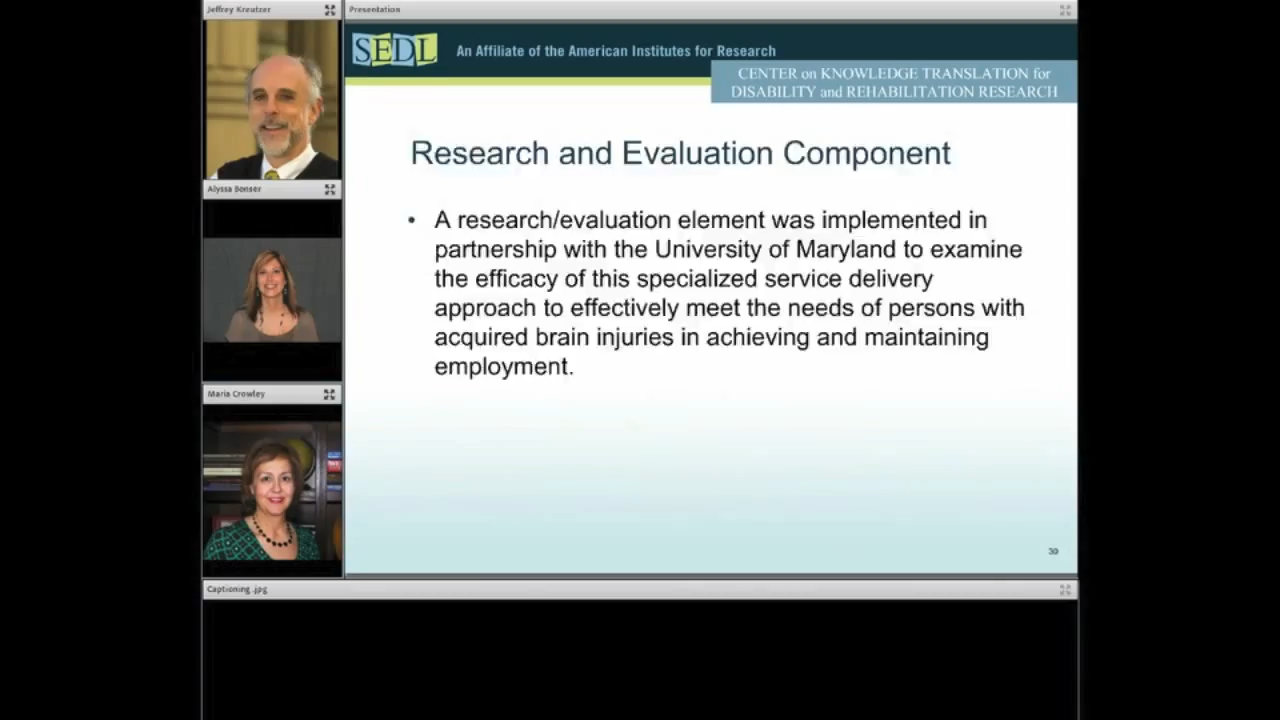 Jeffrey Kreutzer
Presentation
SEDL
An Affiliate of the American Institutes for Research
CENTER on KNOWLEDGE TRANSLATION for
DISABILITY and REHABILITATION RESEARCH
Research and Evaluation Component
• A research/evaluation element was implemented in
partnership with the University of Maryland to examine
the efficacy of this specialized service delivery
approach to effectively meet the needs of persons with
acquired brain injuries in achieving and maintaining
employment.
30
Alyssa Bonser
Maria Crowley
Captioning .jpg